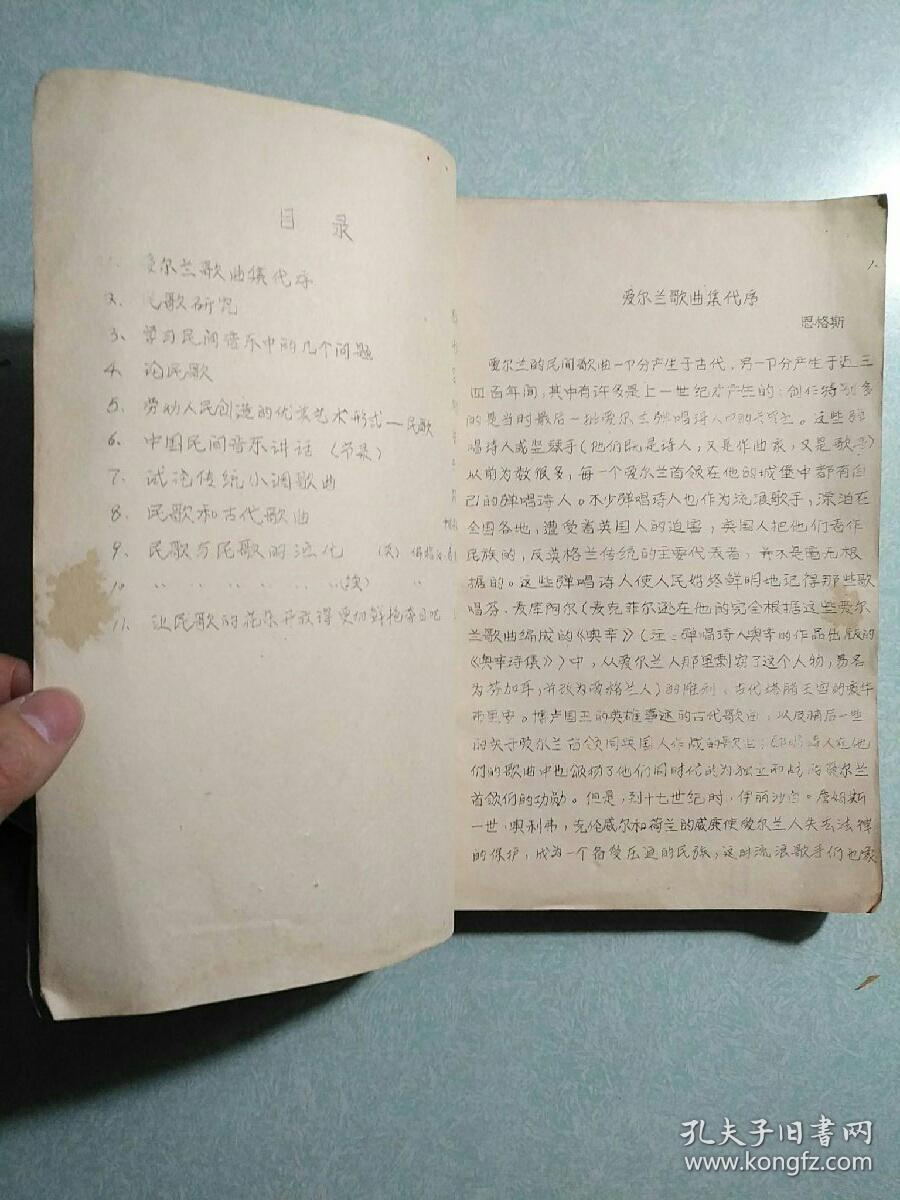 目 录
爱尔兰歌曲集代序
2、民歌研究
3、学习民间音乐中的几个问题
4、论民歌
5、劳动人民创造的优美艺术形式—民歌
6、中国民间音乐讲话（节录）
7、试论传统小调歌曲
8、民歌和古代歌曲
9、民歌与民歌的流化 （关）
10、〃 〃 〃 〃 〃 〃（续） 〃
11、让民歌的花朵开放得更加鲜艳夺目吧
1.
爱尔兰歌曲集代序
恩格斯
爱尔兰的民间歌曲一部分产生于古代，另一部分产生于近三
四百年间，其中有许多是上一世纪才产生的；创作特别多
的是当时最后一批爱尔兰弹唱诗人中的 这些弹
唱诗人或竖琴手（他们既是诗人，又是作曲家，又是歌手）
从前为数很多，每一个爱尔兰首领在他的城堡中都有自
己的弹唱诗人。不少弹唱诗人也作为流浪歌手，漂泊在
全国各地，遭受着英国人的迫害；英国人把他们看作
民族的，反英格兰传统的主要代表者，并不是毫无根
据的。这些弹唱诗人使人民始终鲜明地记得那些歌
唱芬·麦库阿尔（麦克菲尔逊在他的完全根据这些爱尔
兰歌曲编成的《奥辛》（注：弹唱诗人奥辛的作品出版的
《奥辛诗集》）中，从爱尔兰人那里剽窃了这个人物，易名
为芬加耳，并改为苏格兰人）的胜利、古代塔腊王宫的豪华
布里安·博卢国王的英雄事迹的古代歌曲，以及稍后一些
的关于爱尔兰首领同英国人作战的歌曲；弹唱诗人在他
们的歌曲中也颂扬了他们同时代的为独立而战的爱尔兰
首领们的功勋。但是，到十七世纪时，伊丽沙白·詹姆斯
一世，奥利弗，克伦威尔和荷兰的威廉使爱尔兰人失去法律
的保护，成为一个备受压迫的民族，这时流浪歌手们也象
孔夫子旧书网
www.kongfz.com